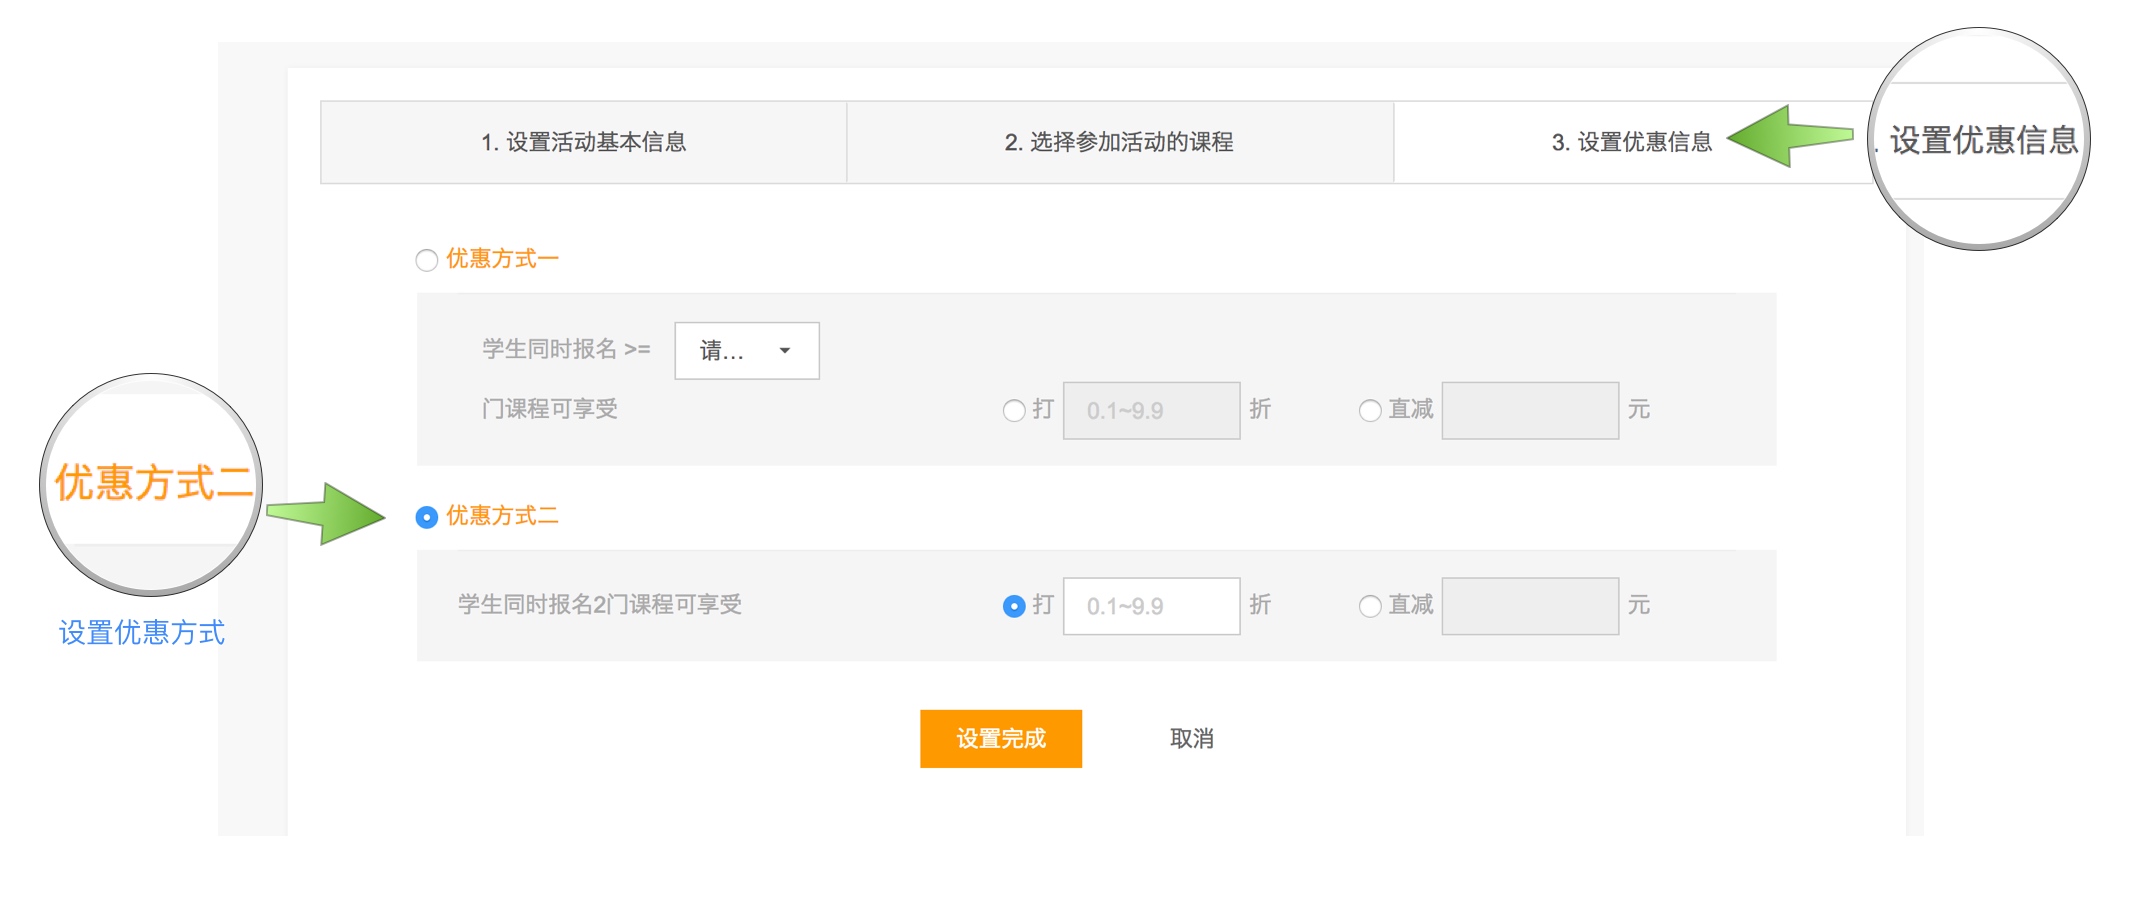 1. 设置活动基本信息
2. 选择参加活动的课程
3. 设置优惠信息
. 设置优惠信息
优惠方式一
学生同时报名 >=
请...
门课程可享受
打
0.1~9.9
折
直减
元
优惠方式二
设置优惠方式
优惠方式二
学生同时报名2门课程可享受
打
0.1~9.9
折
直减
元
设置完成
取消